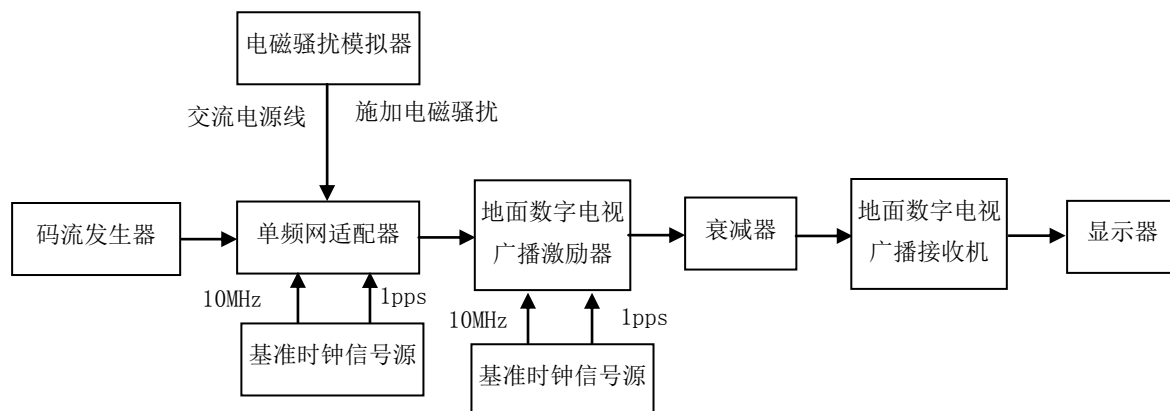 电磁骚扰模拟器
交流电源线
施加电磁骚扰
码流发生器
单频网适配器
地面数字电视
广播激励器
衰减器
地面数字电视
广播接收机
显示器
10MHz
1pps
基准时钟信号源
10MHz
1pps
基准时钟信号源